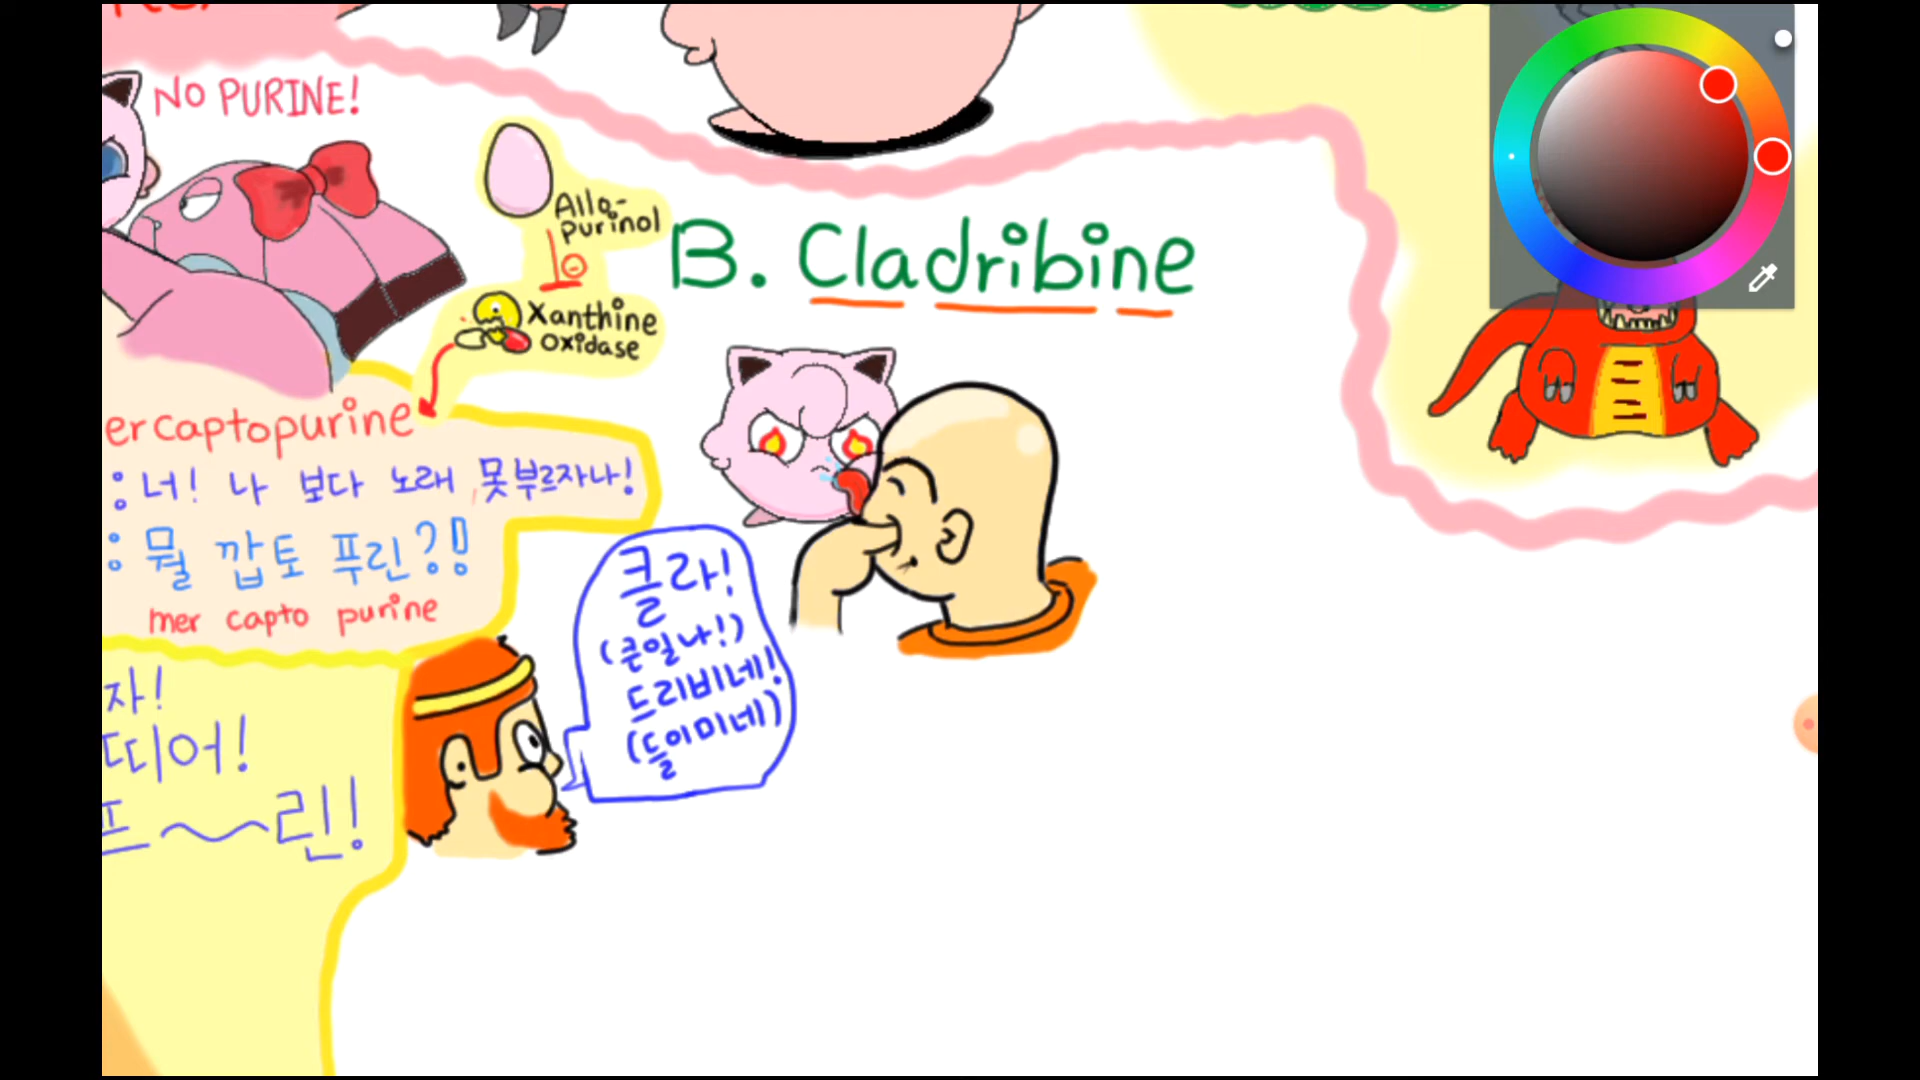 NO PURINE!
Allo-
purinol
Xanthine
oxidase
B. Cladribine
ercaptopurine
: 너! 나 보다 노래 못부르자나!
: 뭘 깝토 푸린?!
mer capto purine
자!
띠어!
프~린!
클라!
(큰일나!)
드리비네!
(들이미네)